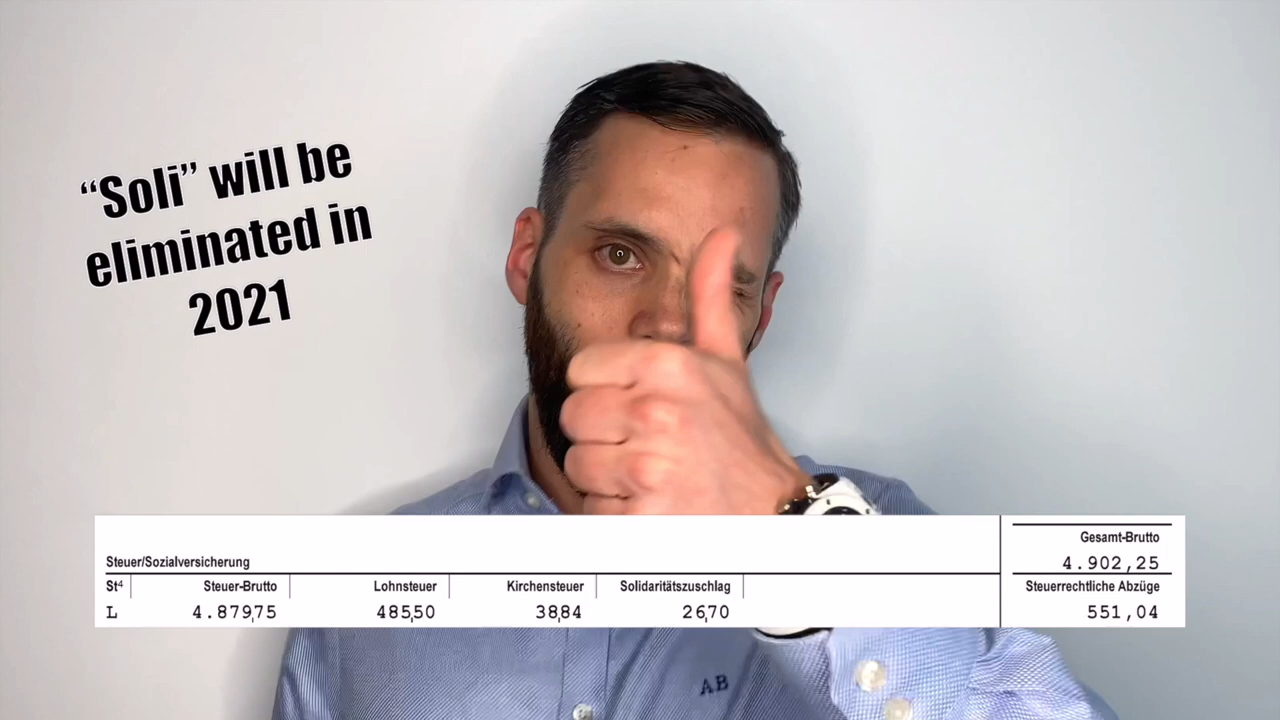 “Soli” will be
eliminated in
2021
Gesamt-Brutto
Steuer/Sozialversicherung
4.902,25
St4 Steuer-Brutto Lohnsteuer Kirchensteuer Solidaritätszuschlag Steuerrechtliche Abzüge
L 4.879,75 485,50 38,84 26,70 551,04
AB